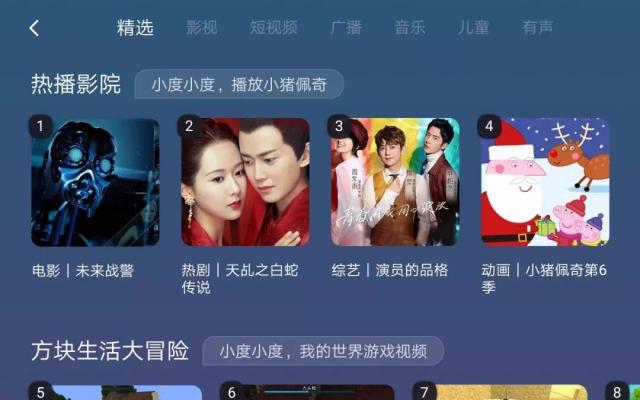 精选 影视 短视频 广播 音乐 儿童 有声
热播影院 小度小度，播放小猪佩奇
1 2 3 4
电影｜未来战警
热剧｜天乩之白蛇
传说
综艺｜演员的品格
动画｜小猪佩奇第6
季
方块生活大冒险 小度小度，我的世界游戏视频
5 6 7 8